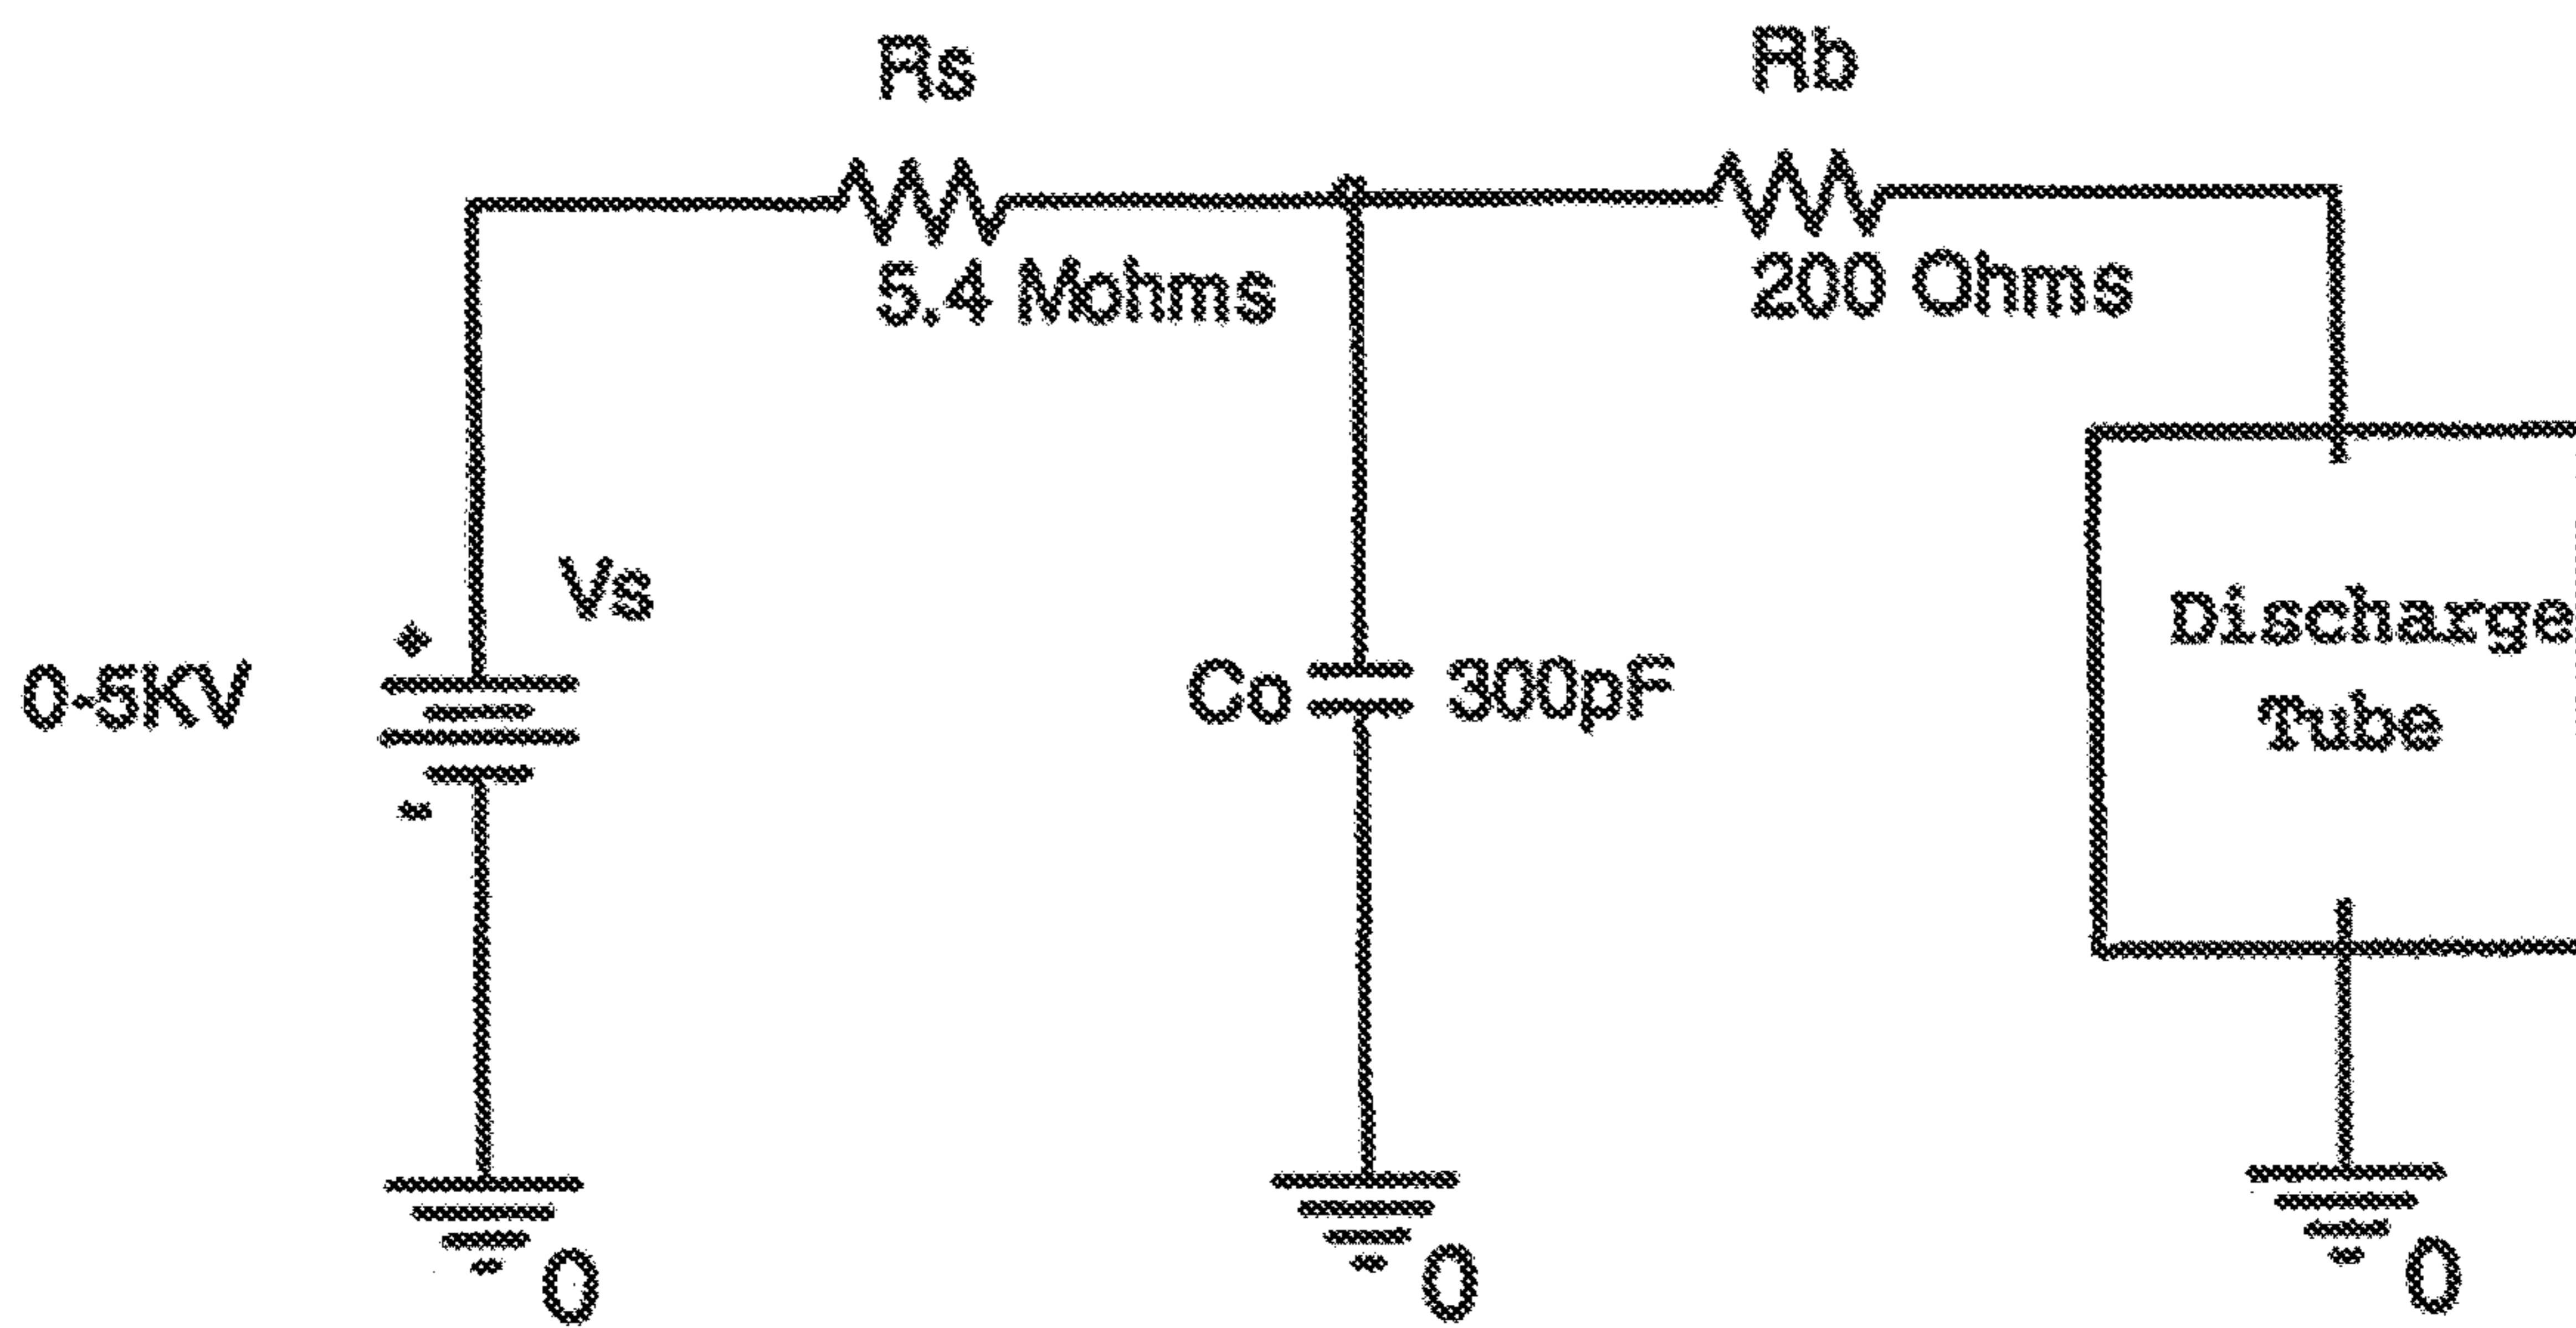 Rs
Rb
5.4 Mohms
200 Ohms
Vs
+
0-5KV
-
Co
300pF
Discharge
Tube
0
0
0